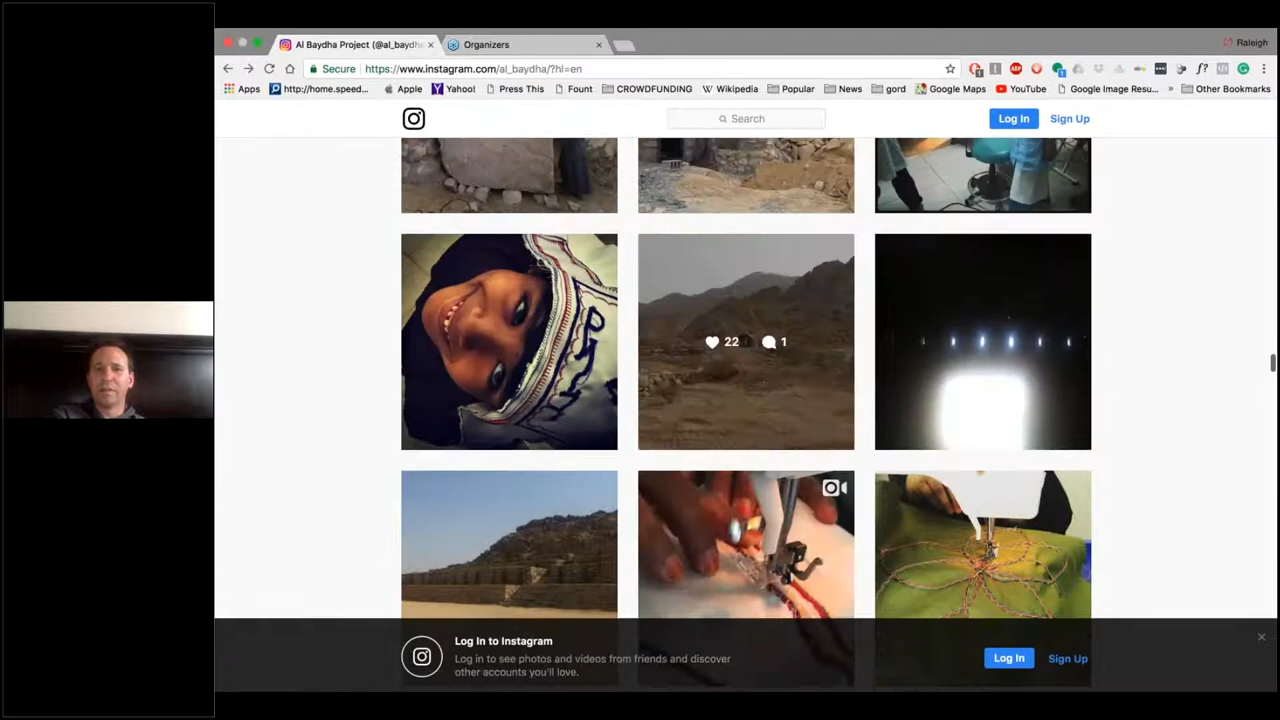 Al Baydha Project (@al_baydha
Organizers
Raleigh
Secure
https://www.instagram.com/al_baydha/?hl=en
Apps
http://home.speed...
Apple
Yahoo!
Press This
Fount
CROWDFUNDING
Wikipedia
Popular
News
gord
Google Maps
YouTube
Google Image Resu...
»
Other Bookmarks
Search
Log In
Sign Up
22
1
Log In to Instagram
Log in to see photos and videos from friends and discover
other accounts you'll love.
Log In
Sign Up